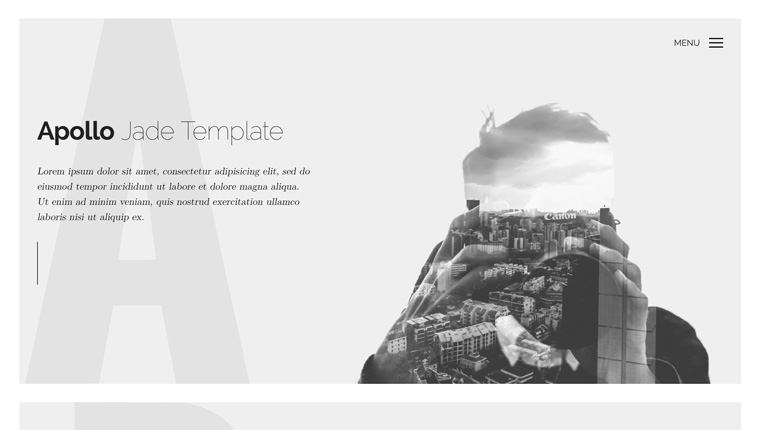 MENU
Apollo Jade Template
Lorem ipsum dolor sit amet, consectetur adipisicing elit, sed do
eiusmod tempor incididunt ut labore et dolore magna aliqua.
Ut enim ad minim veniam, quis nostrud exercitation ullamco
laboris nisi ut aliquip ex.
Canon
A